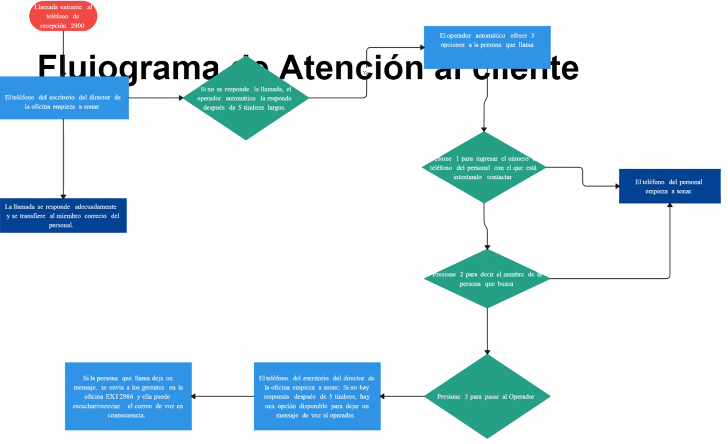 Llamada entrante al
teléfono de
recepción 2900
Flujograma de Atención al cliente
El operador automático ofrece 3
opciones a la persona que llama
El teléfono del escritorio del director de
la oficina empieza a sonar.
Si no se responde la llamada, el
operador automático la responde
después de 5 timbres largos.
1 para ingresar el número
teléfono del personal con el que está
intentando contactar
El teléfono del personal
empieza a sonar.
La llamada se responde adecuadamente
y se transfiere al miembro correcto del
personal.
Presione 2 para decir el nombre de la
persona que busca
Si la persona que llama deja un
mensaje, se envía a los gerentes en la
oficina EXT 2986 y ella puede
escuchar/reenviar el correo de voz en
consecuencia.
El teléfono del escritorio del director de
la oficina empieza a sonar; Si no hay
respuesta después de 5 timbres, hay
una opción disponible para dejar un
mensaje de voz al operador.
Presione 3 para pasar al Operador